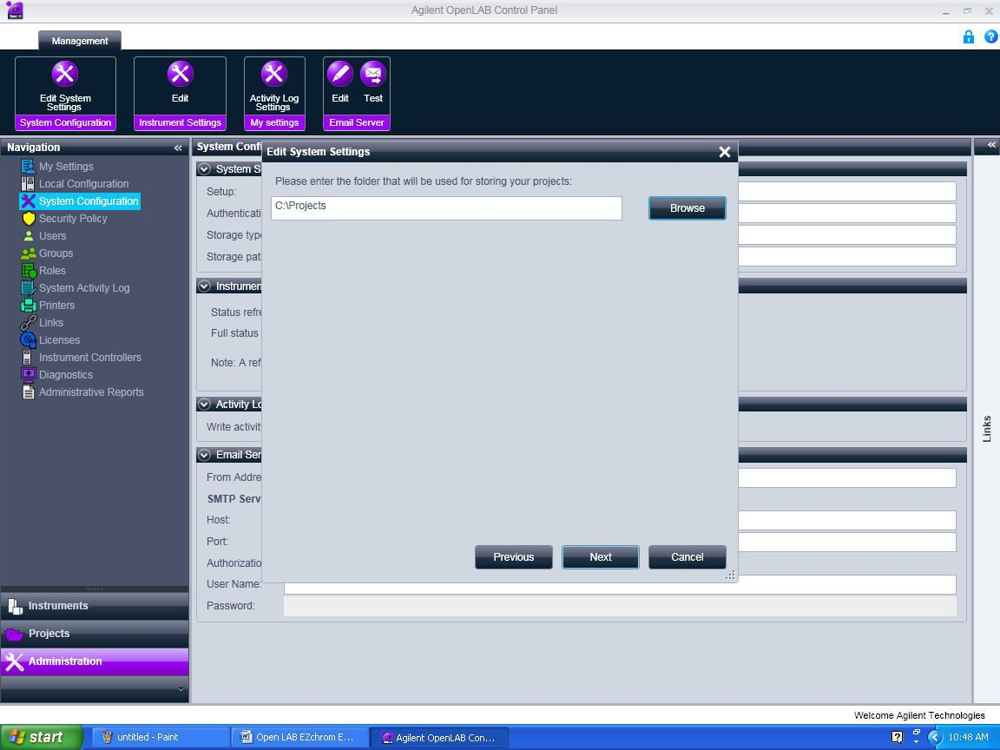 Agilent OpenLAB Control Panel
Management
Edit System
Settings
System Configuration
Edit
Instrument Settings
Activity Log
Settings
My settings
Edit
Test
Email Server
Navigation
My Settings
Local Configuration
System Configuration
Security Policy
Users
Groups
Roles
System Activity Log
Printers
Links
Licenses
Instrument Controllers
Diagnostics
Administrative Reports
Instruments
Projects
Administration
System Confi
System S
Setup:
Authenticati
Storage type
Storage pat
Instrumen
Status refre
Full status
Note: A ref
Activity Lo
Write activit
Email Ser
From Addre
SMTP Serv
Host:
Port:
Authorizatio
User Name:
Password:
Edit System Settings
Please enter the folder that will be used for storing your projects:
C:\Projects
Browse
Previous
Next
Cancel
Links
Welcome Agilent Technologies
start
untitled - Paint
Open LAB EZchrom E...
Agilent OpenLAB Con...
10:48 AM